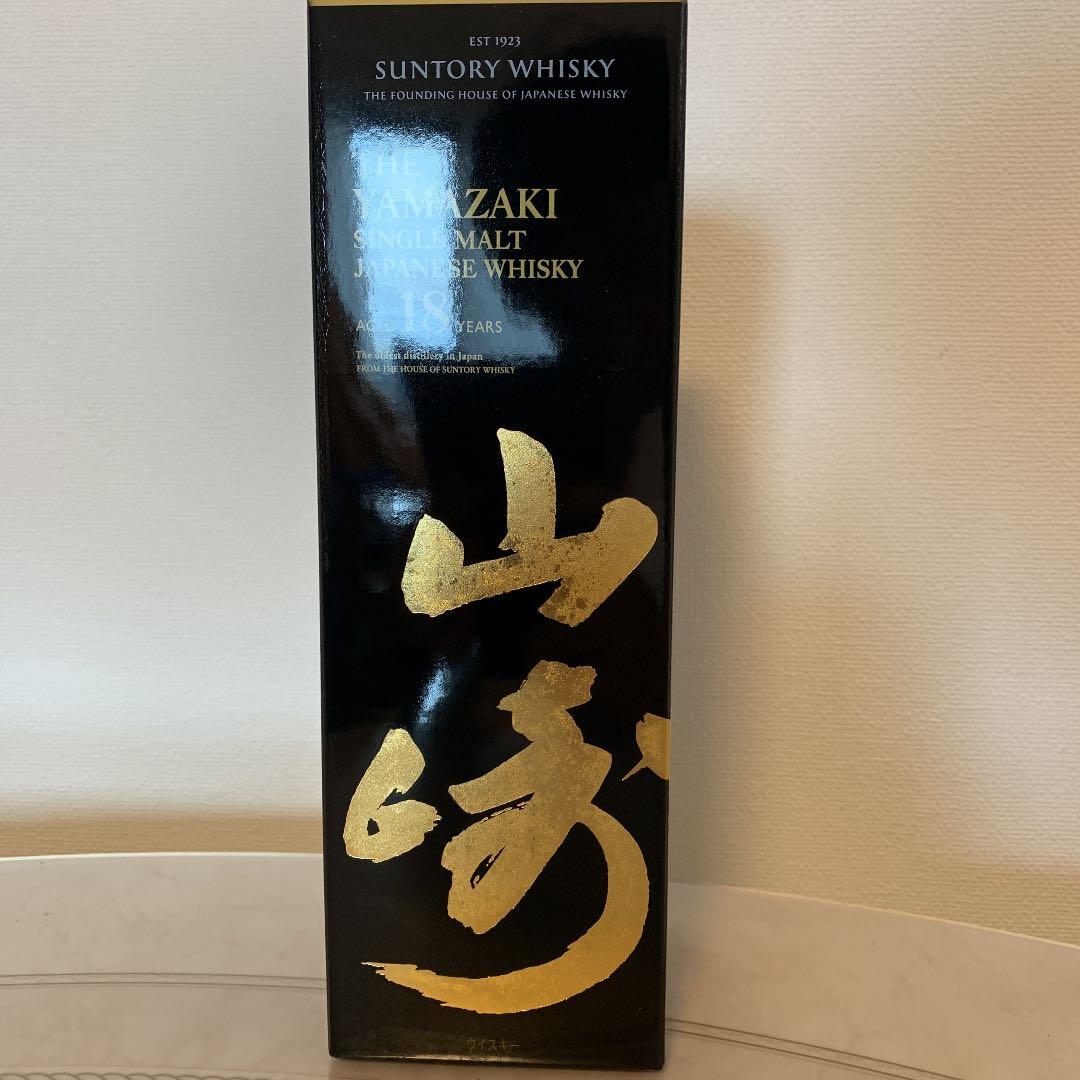 EST 1923
SUNTORY WHISKY
THE FOUNDING HOUSE OF JAPANESE WHISKY
THE
YAMAZAKI
SINGLE MALT
JAPANESE WHISKY
AGED 18 YEARS
The oldest distillery in Japan
FROM THE HOUSE OF SUNTORY WHISKY
山
崎
ウイスキー